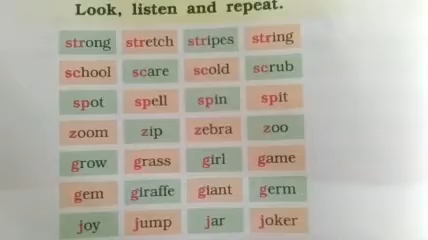 Look, listen and repeat.
strong stretch stripes string
school scare scold scrub
spot spell spin spit
zoom zip zebra zoo
grow grass girl game
gem giraffe giant germ
joy jump jar joker